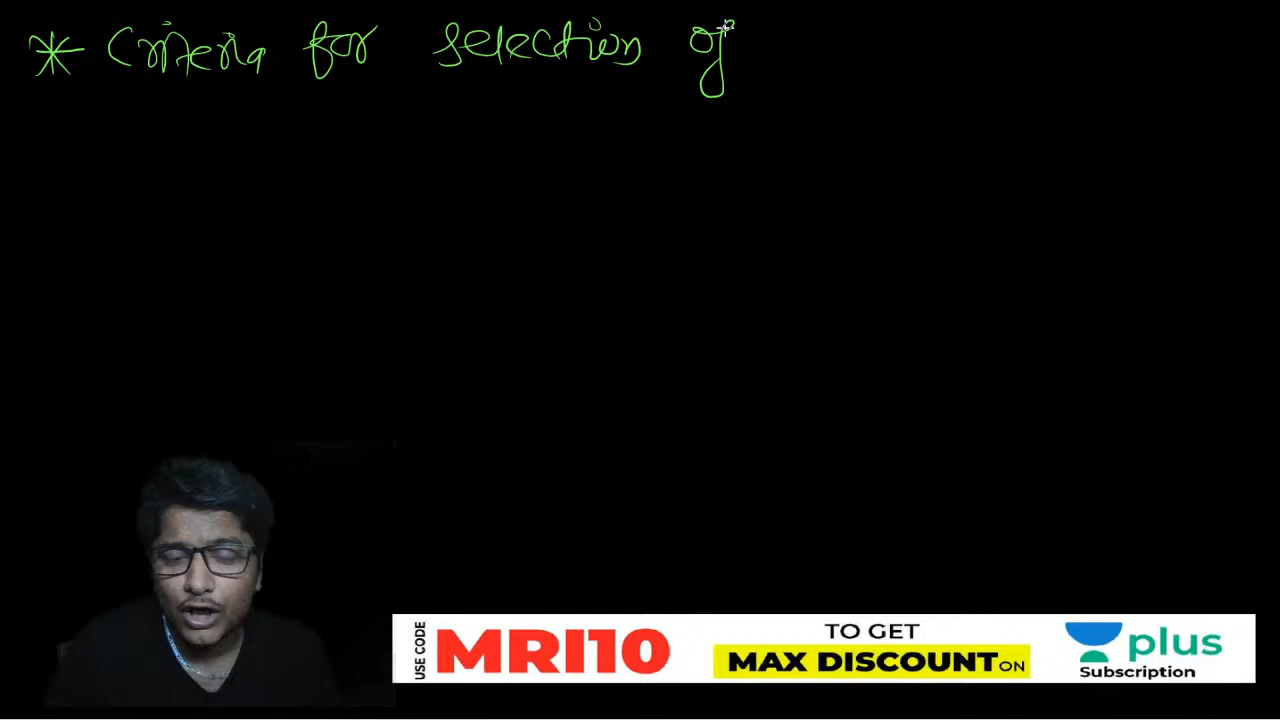 * Criteria for selection of
USE CODE
MRI10
TO GET
MAX DISCOUNT ON
plus
Subscription